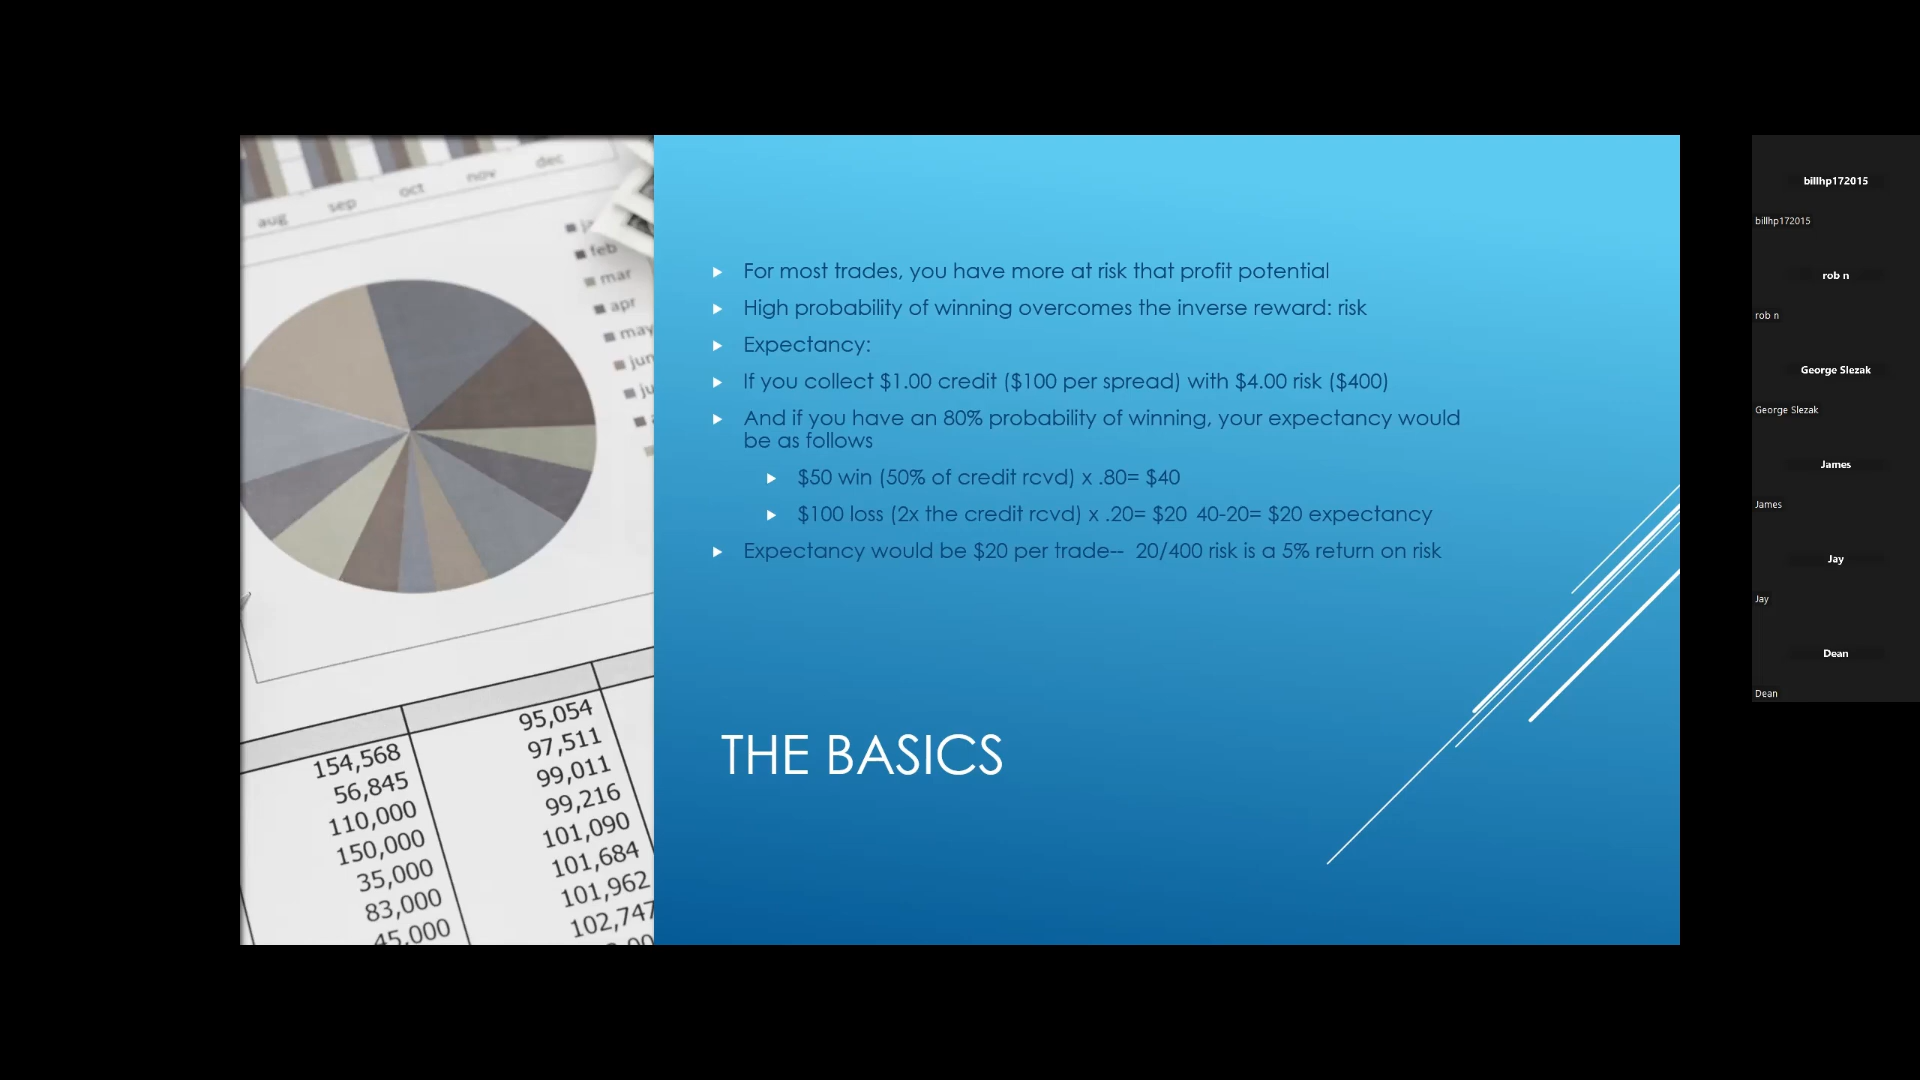 aug sep oct nov dec
feb
mar
apr
may
jun
154,568
56,845
110,000
150,000
35,000
83,000
45,000
95,054
97,511
99,011
99,216
101,090
101,684
101,962
102,747
For most trades, you have more at risk that profit potential
High probability of winning overcomes the inverse reward: risk
Expectancy:
If you collect $1.00 credit ($100 per spread) with $4.00 risk ($400)
And if you have an 80% probability of winning, your expectancy would
be as follows
$50 win (50% of credit rcvd) x .80= $40
$100 loss (2x the credit rcvd) x .20= $20 40-20= $20 expectancy
Expectancy would be $20 per trade-- 20/400 risk is a 5% return on risk
THE BASICS
billhp172015
billhp172015
rob n
rob n
George Slezak
George Slezak
James
James
Jay
Jay
Dean
Dean